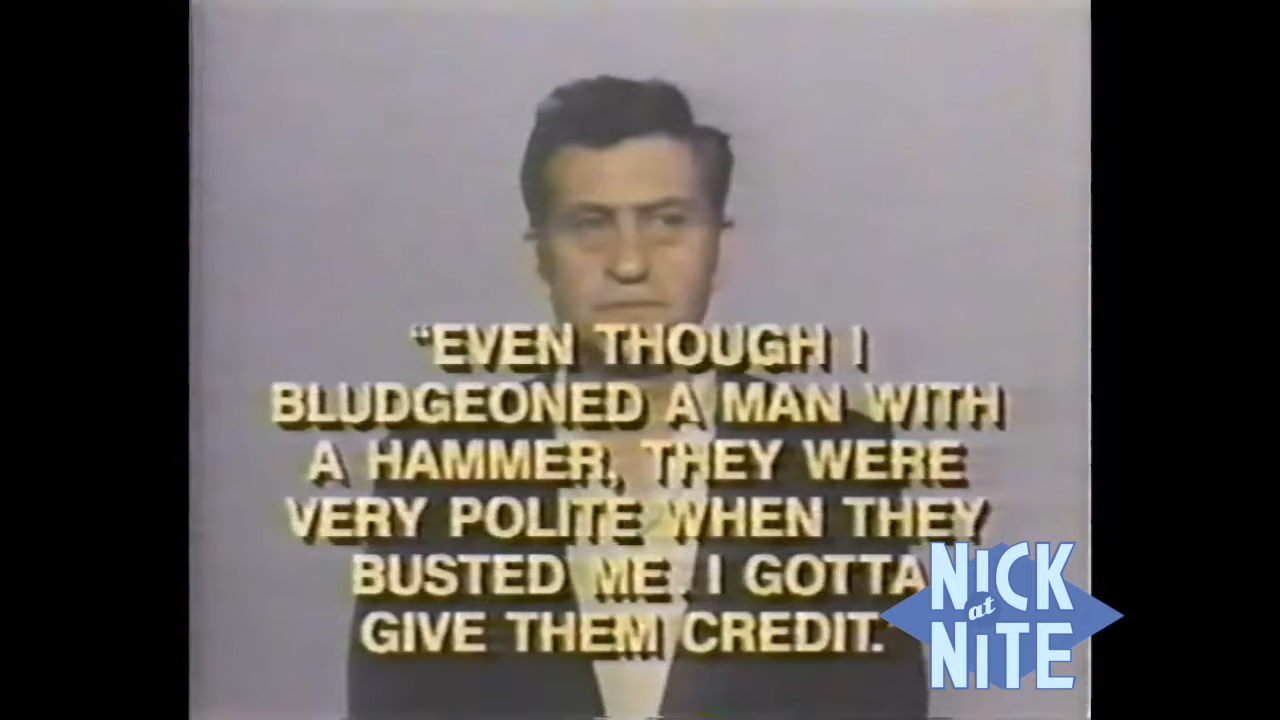 "EVEN THOUGH I
BLUDGEONED A MAN WITH
A HAMMER, THEY WERE
VERY POLITE WHEN THEY
BUSTED ME. I GOTTA
GIVE THEM CREDIT."
NICK
at
NITE